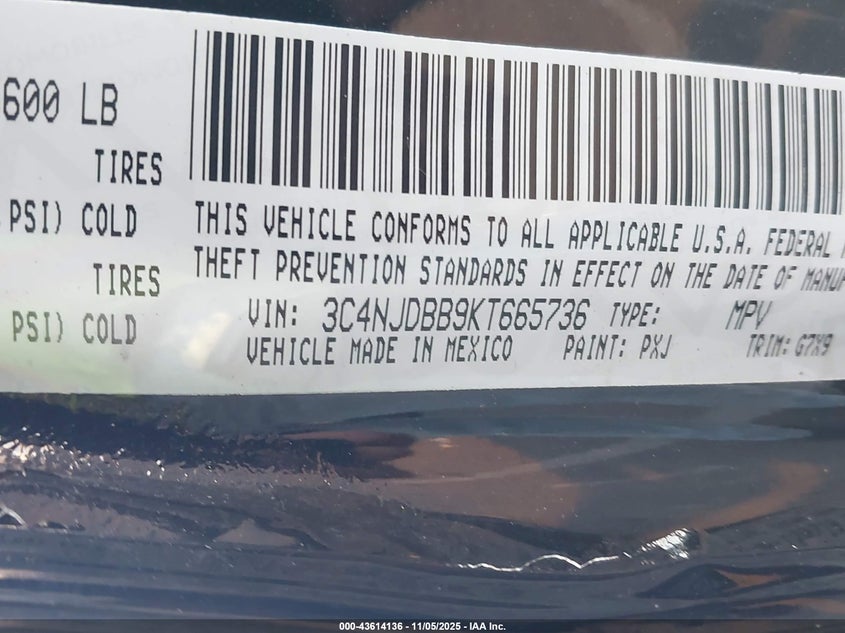 600 LB
TIRES
PSI) COLD
TIRES
PSI) COLD
THIS VEHICLE CONFORMS TO ALL APPLICABLE U.S.A. FEDERAL
THEFT PREVENTION STANDARDS IN EFFECT ON THE DATE OF MANUF
VIN: 3C4NJDBB9KT665736 TYPE: MPV
VEHICLE MADE IN MEXICO PAINT: PXJ TRIM: G7X9
000-43614136 - 11/05/2025 - IAA Inc.